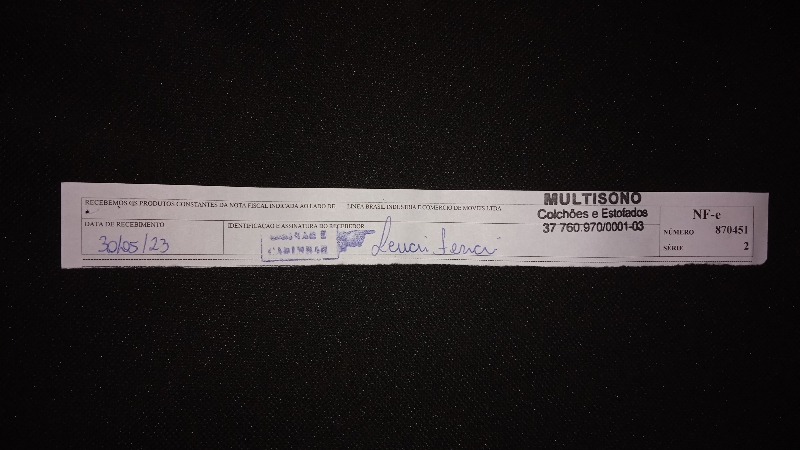 RECEBEMOS OS PRODUTOS CONSTANTES DA NOTA FISCAL INDICADA AO LADO DE LINEA BRASIL INDUSTRIA E COMERCIO DE MOVEIS LTDA
MULTISONO
Colchões e Estofados
37 760.970/0001-03
NF-e
NÚMERO 870451
SÉRIE 2
DATA DE RECEBIMENTO
30/05/23
IDENTIFICAÇÃO E ASSINATURA DO RECEBEDOR
CARIMBAR